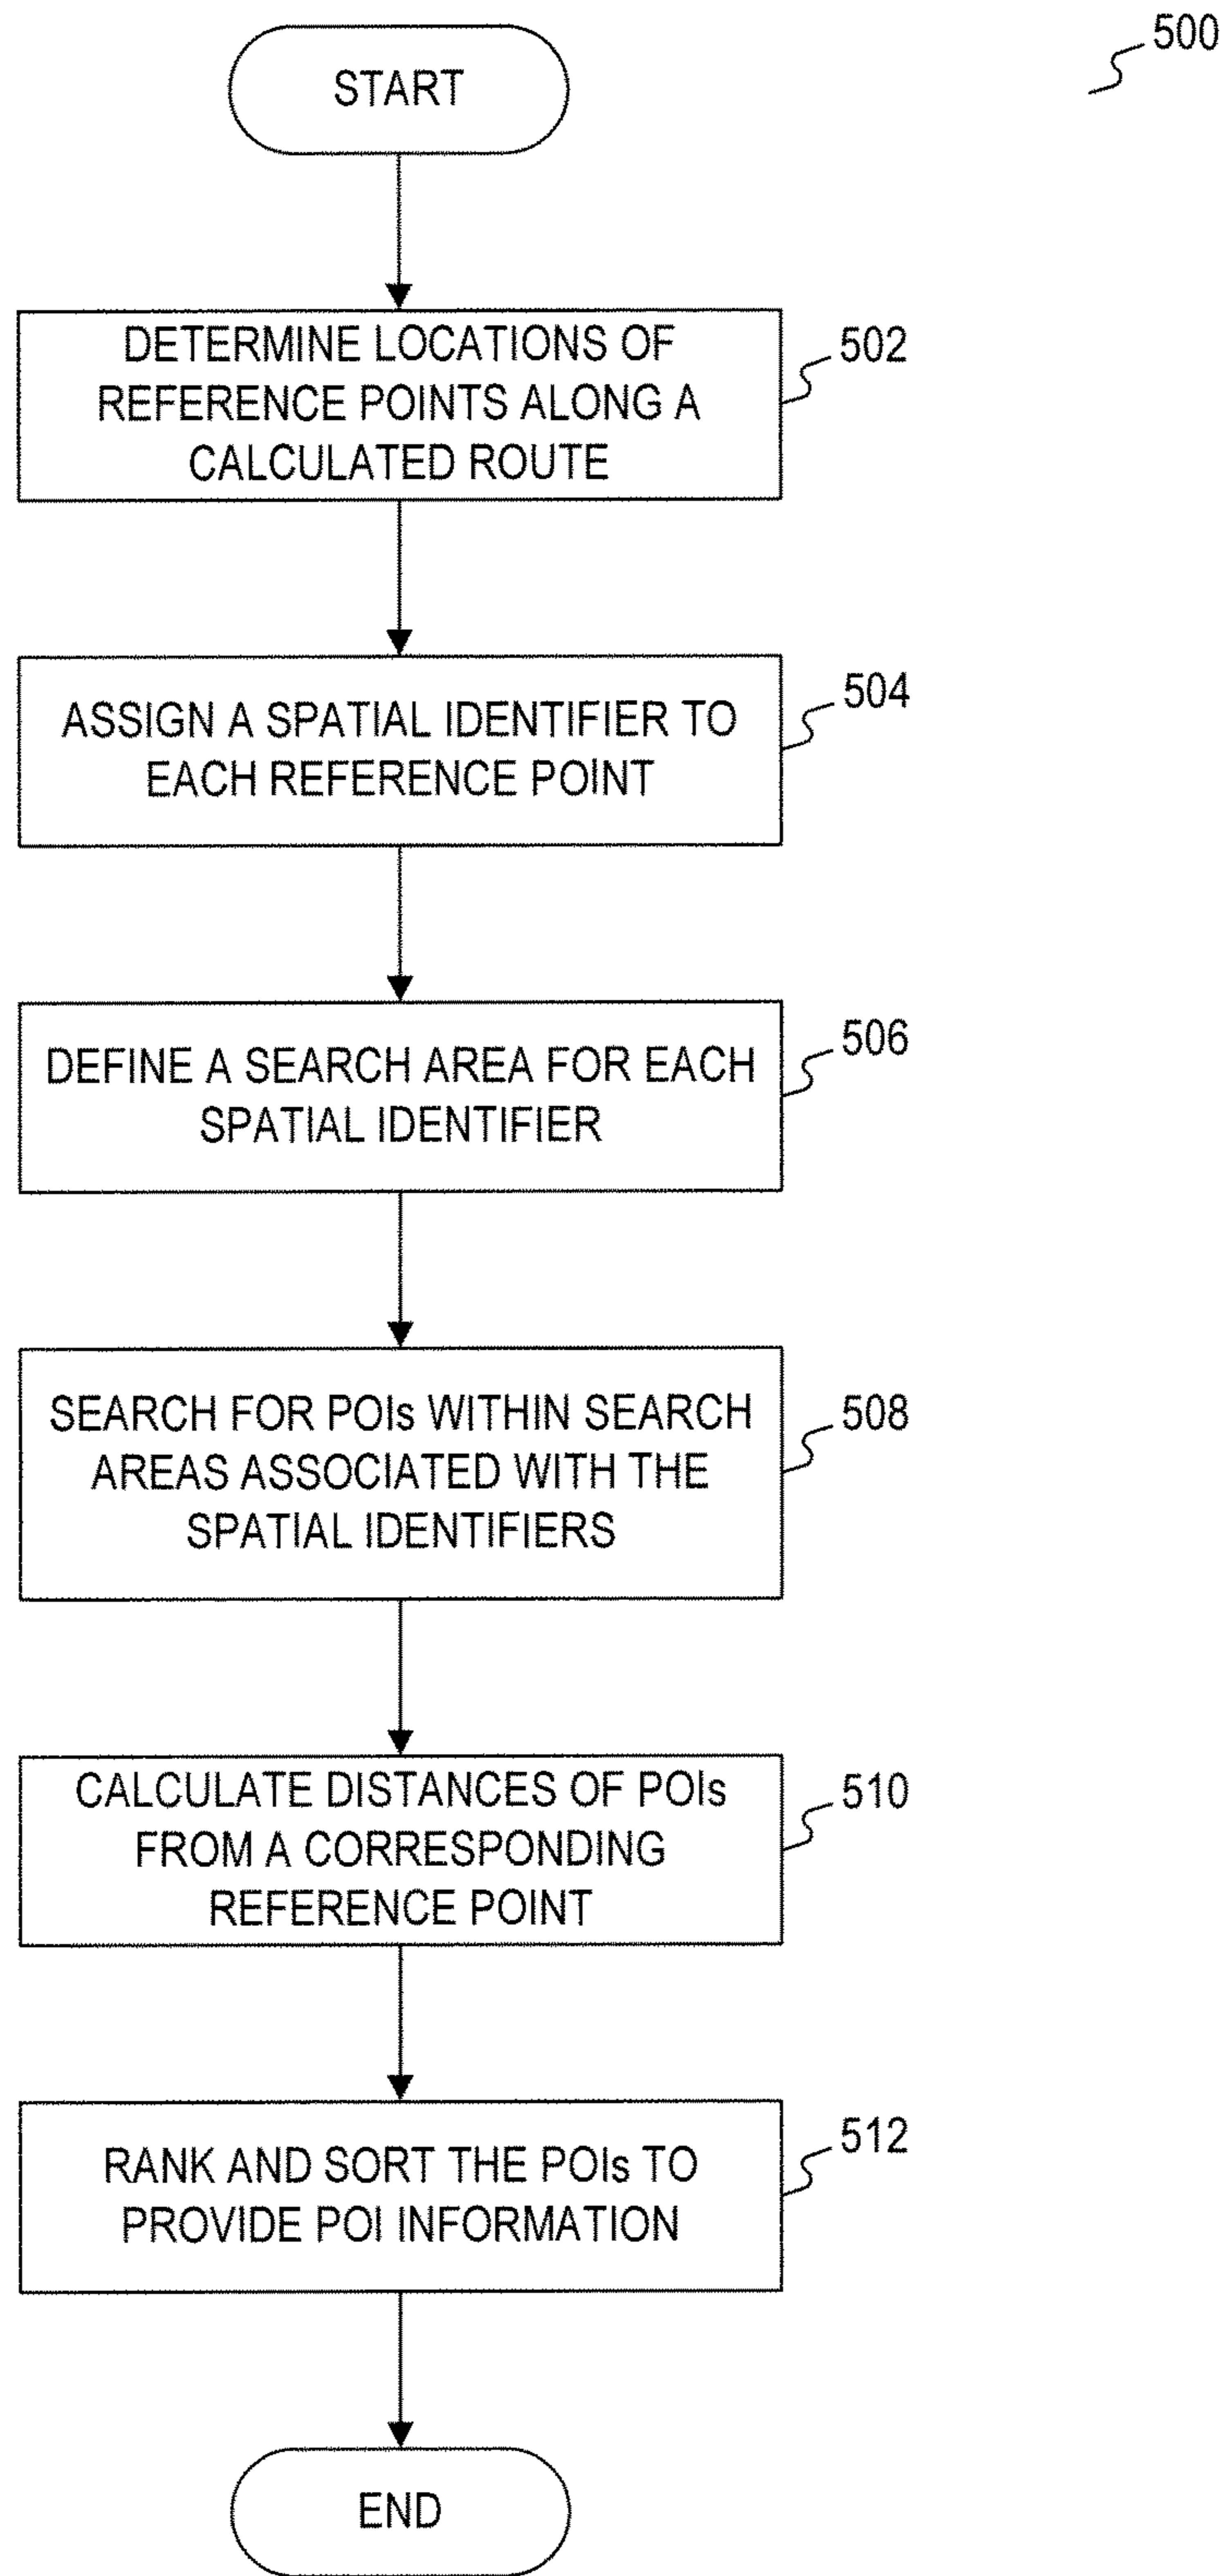 500
START
DETERMINE LOCATIONS OF
REFERENCE POINTS ALONG A
CALCULATED ROUTE
502
ASSIGN A SPATIAL IDENTIFIER TO
EACH REFERENCE POINT
504
DEFINE A SEARCH AREA FOR EACH
SPATIAL IDENTIFIER
506
SEARCH FOR POIs WITHIN SEARCH
AREAS ASSOCIATED WITH THE
SPATIAL IDENTIFIERS
508
CALCULATE DISTANCES OF POIs
FROM A CORRESPONDING
REFERENCE POINT
510
RANK AND SORT THE POIs TO
PROVIDE POI INFORMATION
512
END